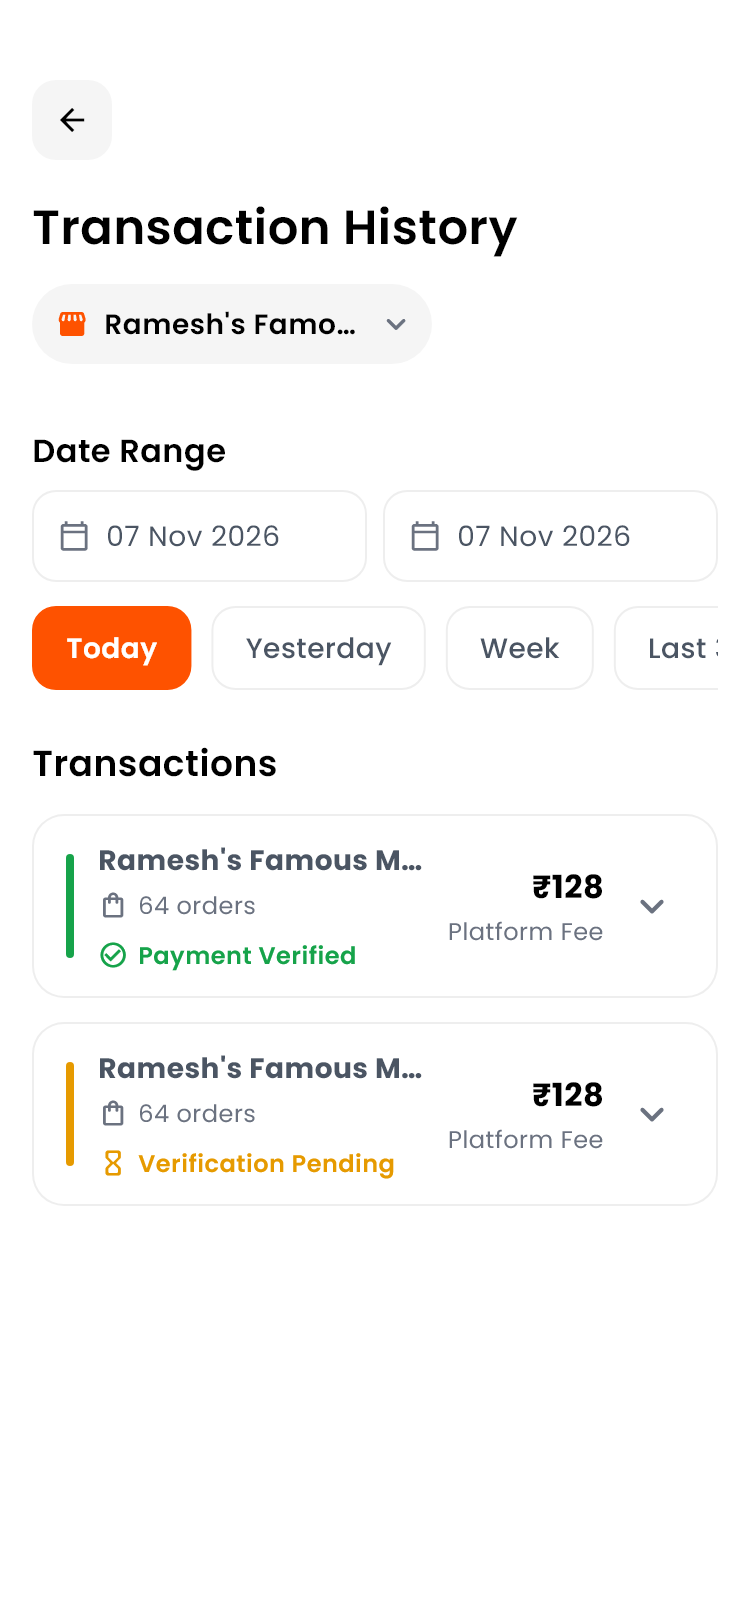 Transaction History
Ramesh's Famo...
Date Range
07 Nov 2026
07 Nov 2026
Today
Yesterday
Week
Last
Transactions
Ramesh's Famous M...
₹128
64 orders
Platform Fee
Payment Verified
Ramesh's Famous M...
₹128
64 orders
Platform Fee
Verification Pending